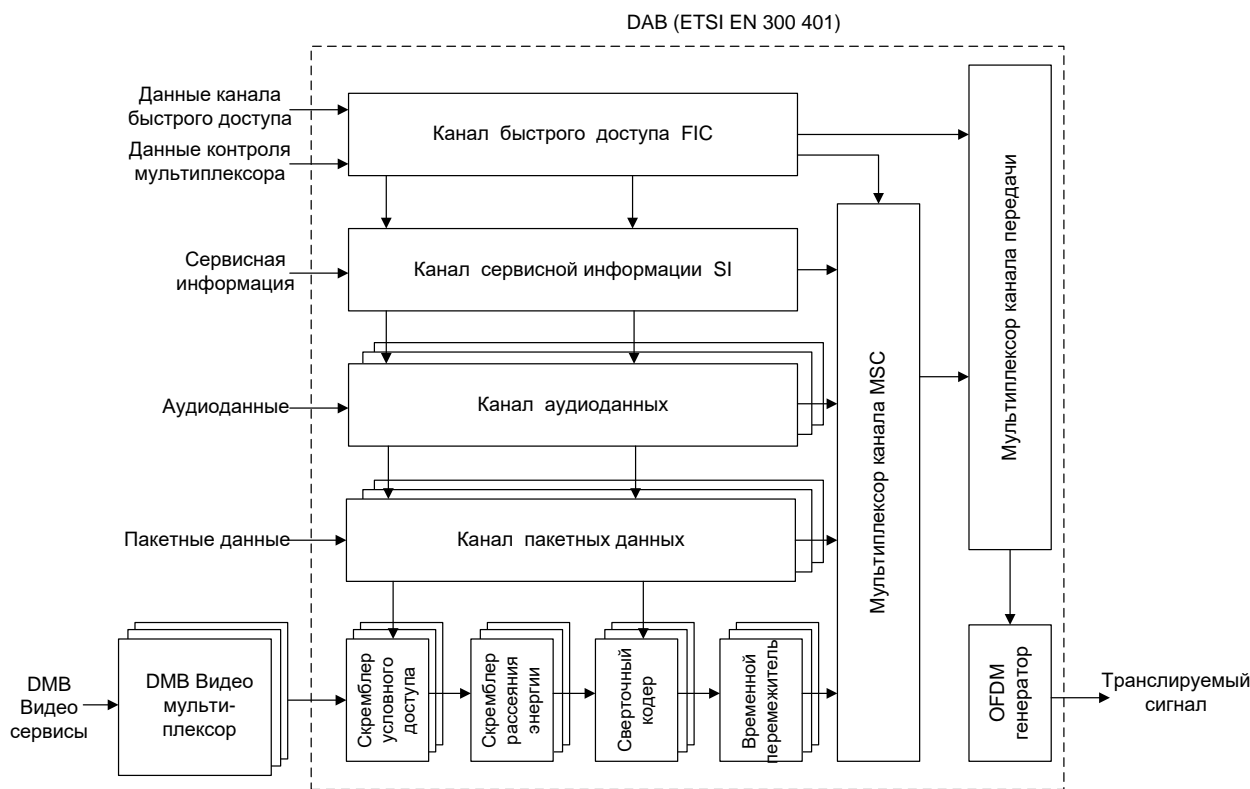 DAB (ETSI EN 300 401)
Данные канала
быстрого доступа
Данные контроля
мультиплексора
Канал быстрого доступа FIC
Сервисная
информация
Канал сервисной информации SI
Аудиоданные
Канал аудиоданных
Пакетные данные
Канал пакетных данных
Мультиплексор канала MSC
Мультиплексор канала передачи
DMB
Видео
сервисы
DMB Видео
мульти-
плексор
Скремблер
условного
доступа
Скремблер
рассеяния
энергии
Сверточный
кодер
Временной
перемежитель
OFDM
генератор
Транслируемый
сигнал